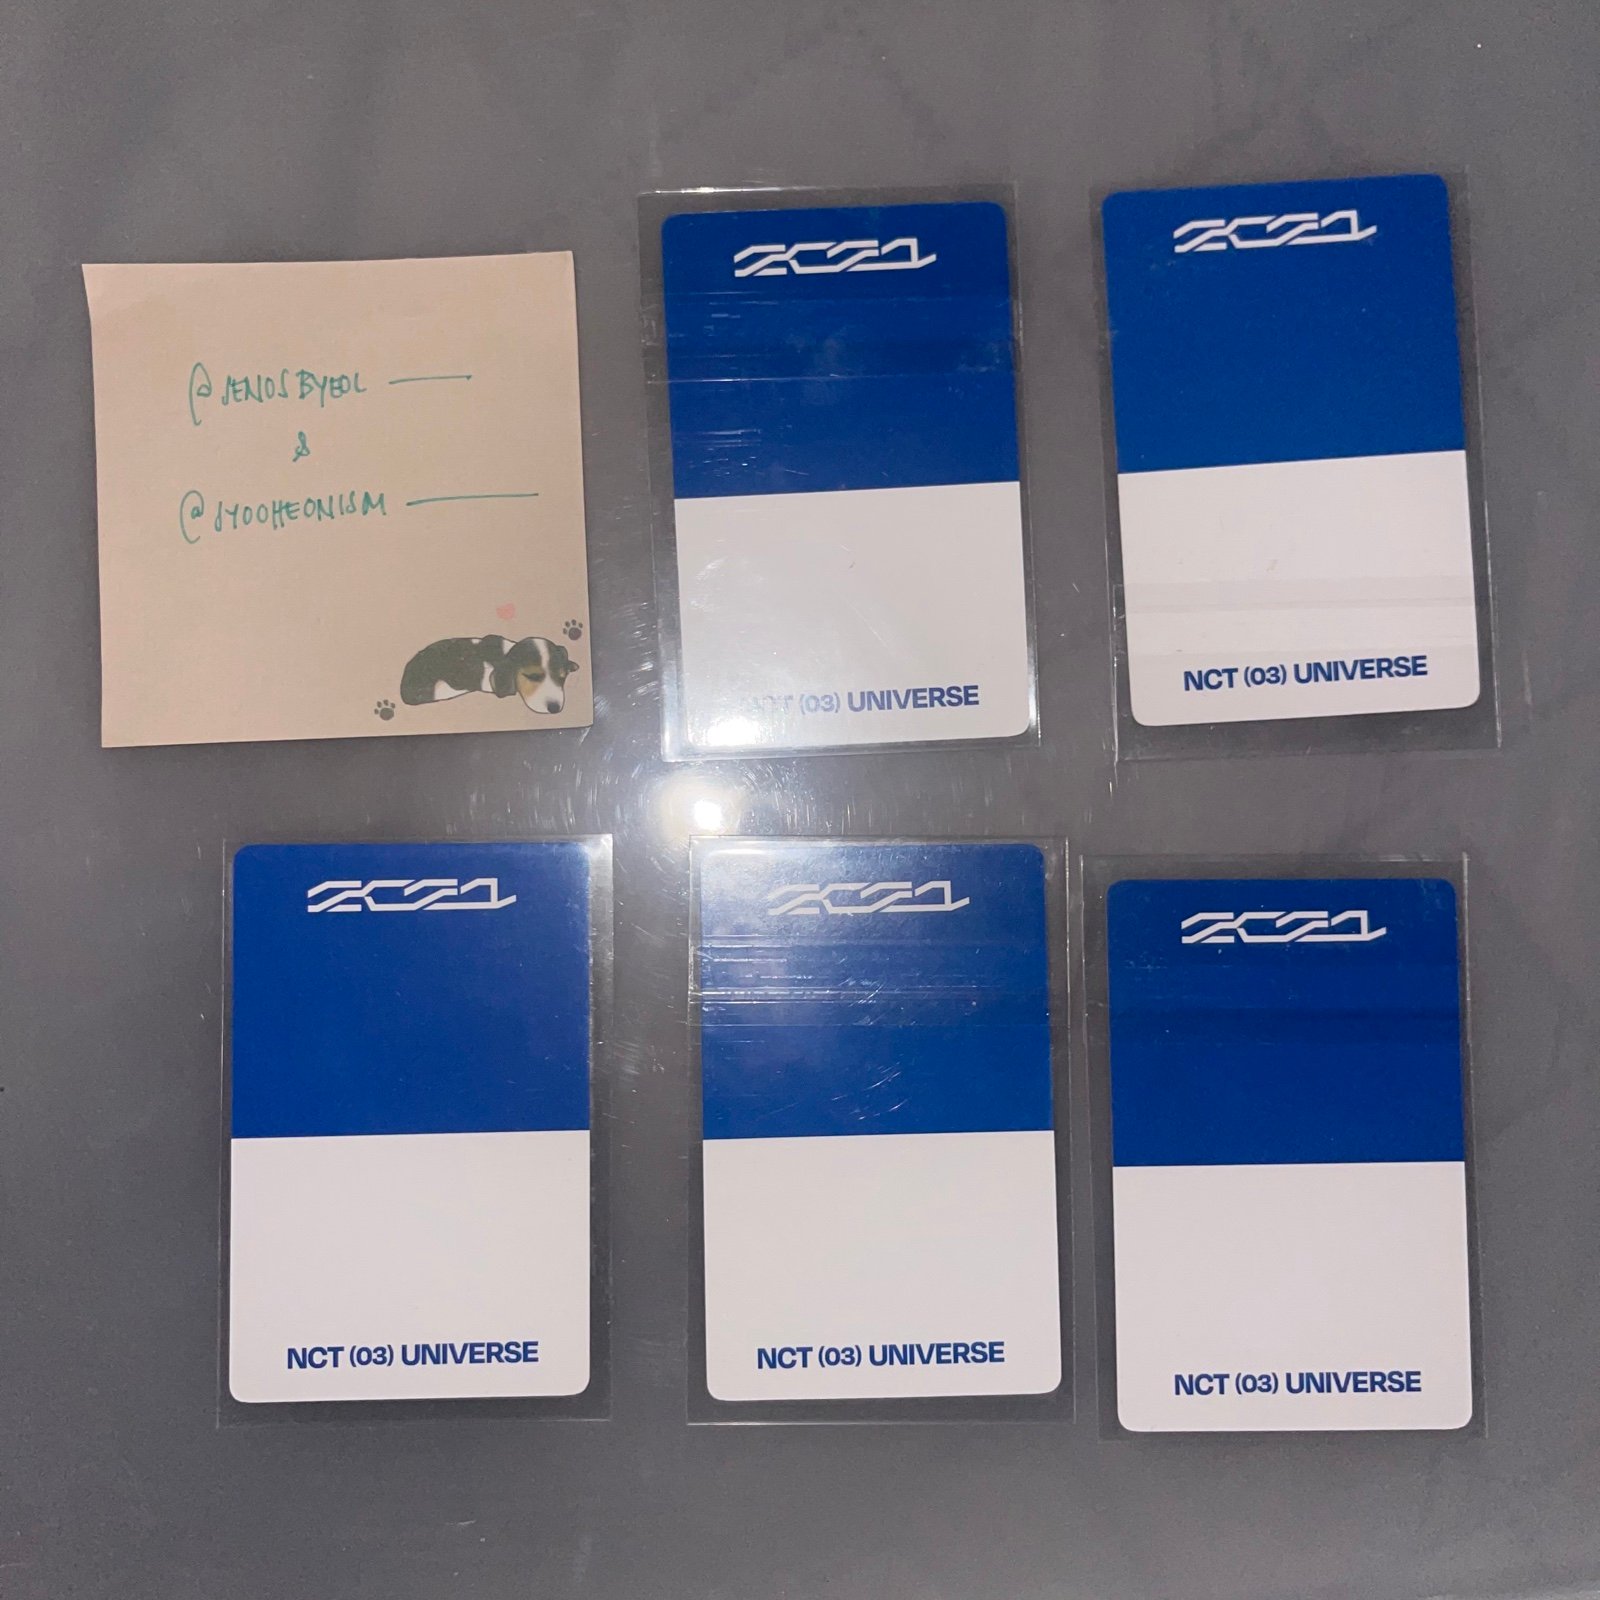 @JENOSBYEOL
&
@JYOOHEONISM
2021
NCT (03) UNIVERSE
2021
NCT (03) UNIVERSE
2021
NCT (03) UNIVERSE
2021
NCT (03) UNIVERSE
2021
NCT (03) UNIVERSE